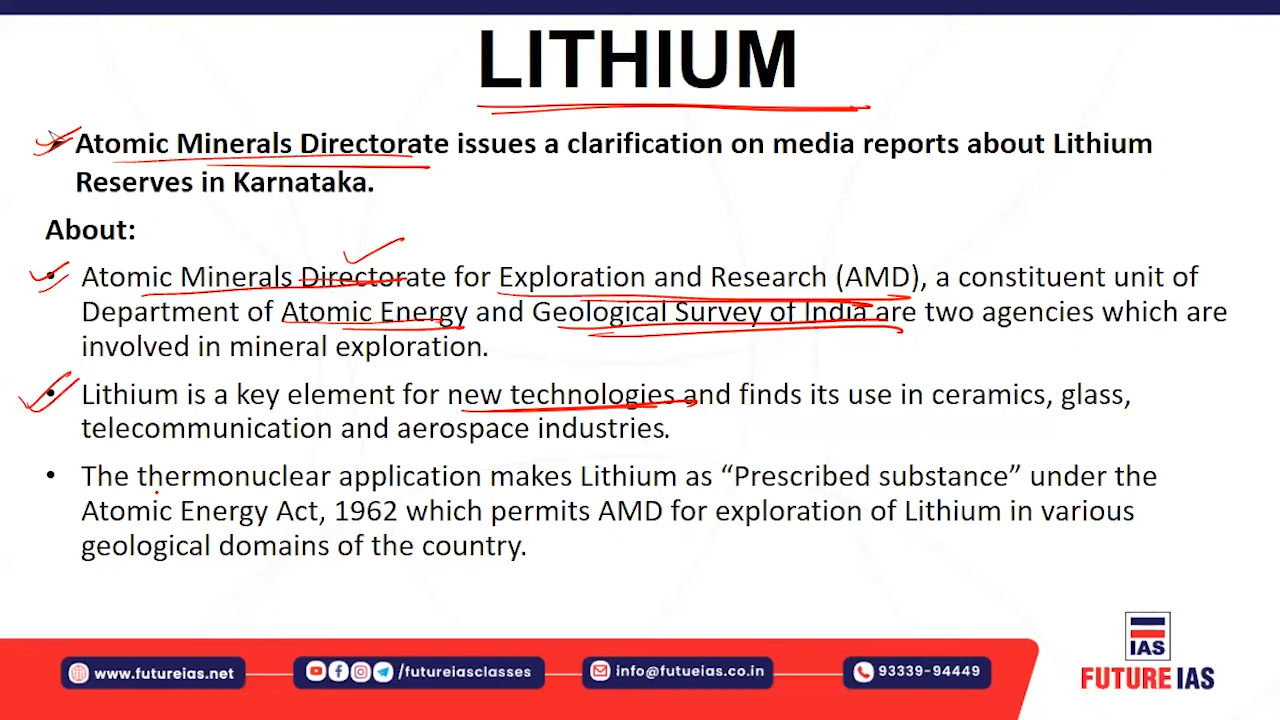 LITHIUM
Atomic Minerals Directorate issues a clarification on media reports about Lithium
Reserves in Karnataka.
About:
• Atomic Minerals Directorate for Exploration and Research (AMD), a constituent unit of
Department of Atomic Energy and Geological Survey of India are two agencies which are
involved in mineral exploration.
• Lithium is a key element for new technologies and finds its use in ceramics, glass,
telecommunication and aerospace industries.
• The thermonuclear application makes Lithium as “Prescribed substance” under the
Atomic Energy Act, 1962 which permits AMD for exploration of Lithium in various
geological domains of the country.
IAS
www.futureias.net
/futureiasclasses
info@futueias.co.in
93339-94449
FUTURE IAS